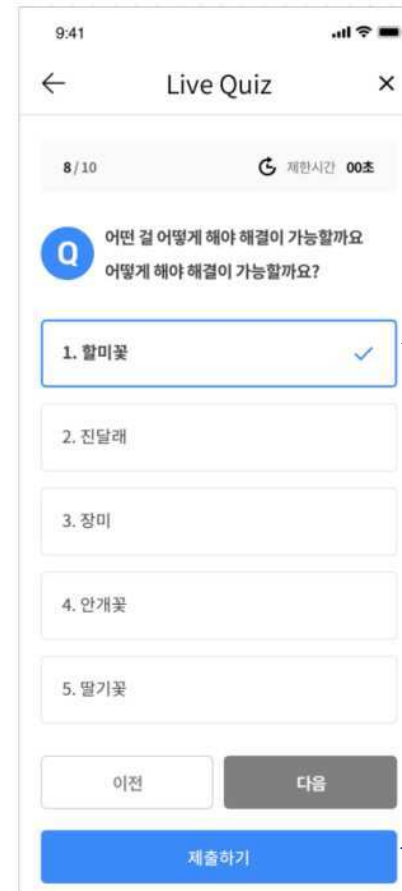 9:41
Live Quiz
8/10 제한시간 00초
Q
어떤 걸 어떻게 해야 해결이 가능할까요
어떻게 해야 해결이 가능할까요?
1. 할미꽃
2. 진달래
3. 장미
4. 안개꽃
5. 딸기꽃
이전 다음
제출하기